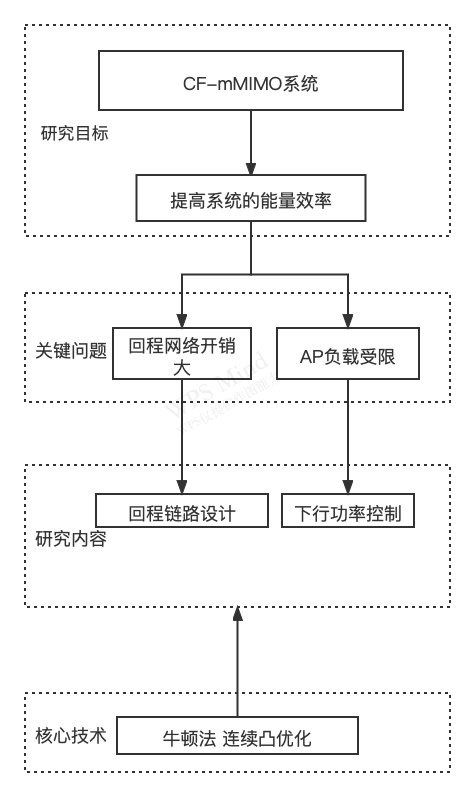 CF-mMIMO系统
研究目标
提高系统的能量效率
关键问题
回程网络开销
大
AP负载受限
WPS Mind
回程链路设计
下行功率控制
研究内容
核心技术
牛顿法 连续凸优化